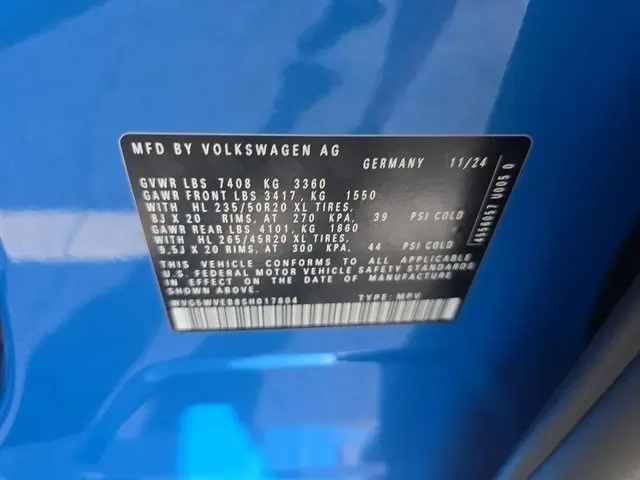 MFD BY VOLKSWAGEN AG
GERMANY 11/24
GVWR LBS 7408 KG 3360
GAWR FRONT LBS 3417, KG 1550
WITH HL 235/50R20 XL TIRES,
8J X 20 RIMS, AT 270 KPA, 39 PSI COLD
GAWR REAR LBS 4101, KG 1860
WITH HL 265/45R20 XL TIRES,
9.5J X 20 RIMS, AT 300 KPA, 44 PSI COLD
THIS VEHICLE CONFORMS TO ALL APPLICABLE
U.S. FEDERAL MOTOR VEHICLE SAFETY STANDARDS
IN EFFECT ON THE DATE OF MANUFACTURE
SHOWN ABOVE.
TYPE: MPV